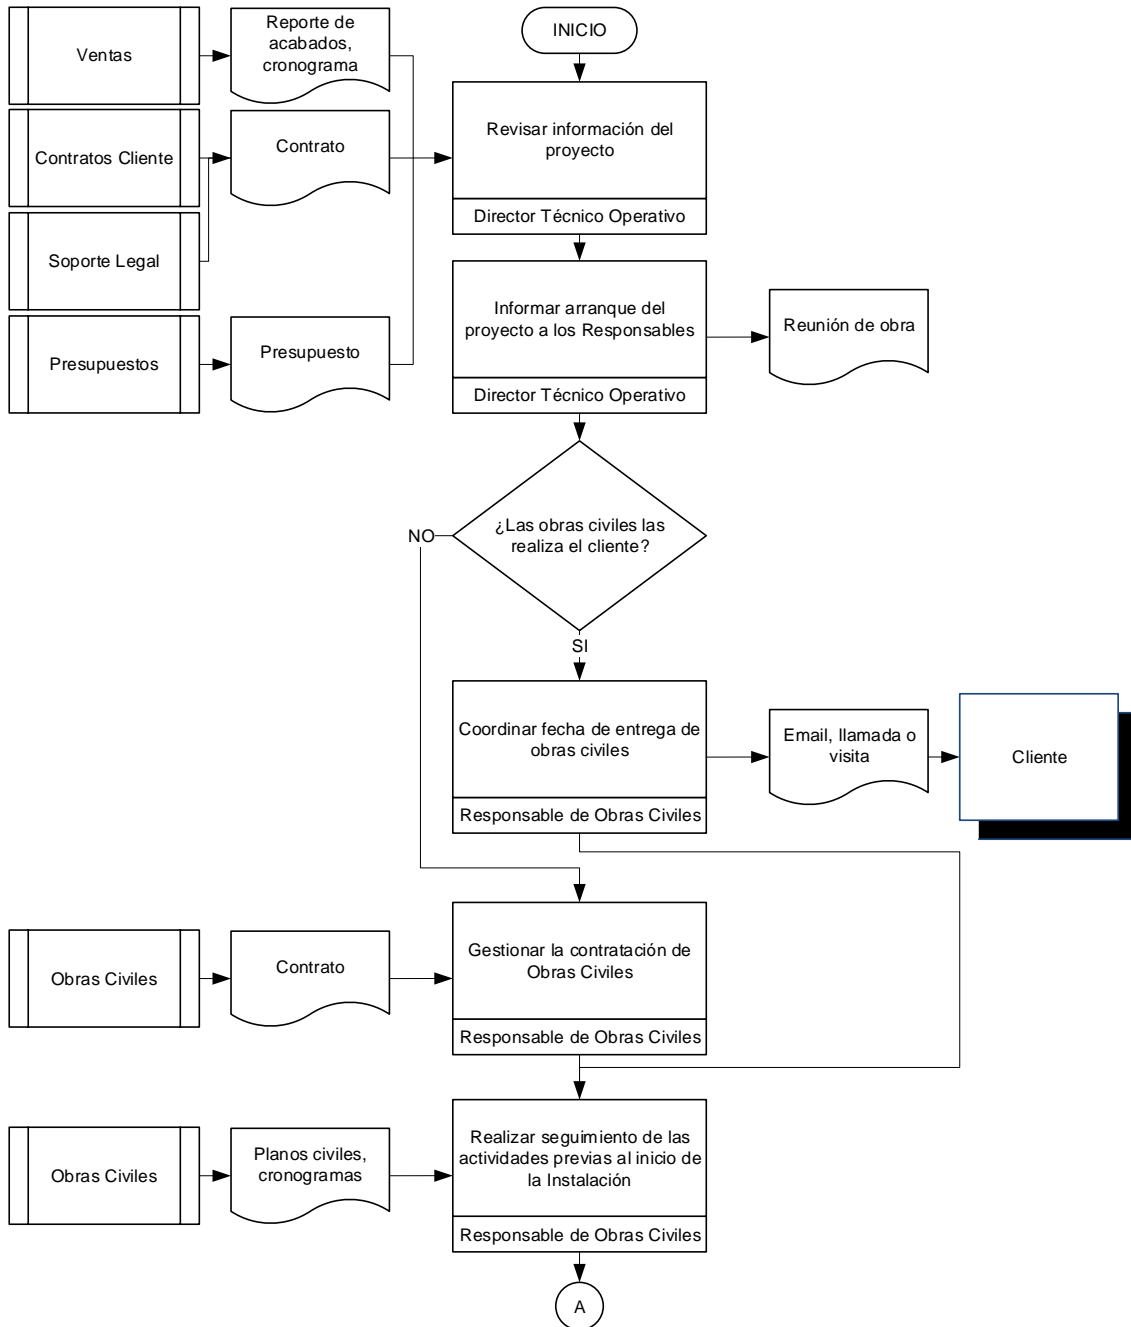 INICIO
Ventas
Reporte de
acabados,
cronograma
Revisar información del
proyecto
Director Técnico Operativo
Contratos Cliente
Contrato
Soporte Legal
Presupuestos
Presupuesto
Informar arranque del
proyecto a los Responsables
Director Técnico Operativo
Reunión de obra
¿Las obras civiles las
realiza el cliente?
NO
SI
Coordinar fecha de entrega de
obras civiles
Responsable de Obras Civiles
Email, llamada o
visita
Cliente
Obras Civiles
Contrato
Gestionar la contratación de
Obras Civiles
Responsable de Obras Civiles
Obras Civiles
Planos civiles,
cronogramas
Realizar seguimiento de las
actividades previas al inicio de
la Instalación
Responsable de Obras Civiles
A